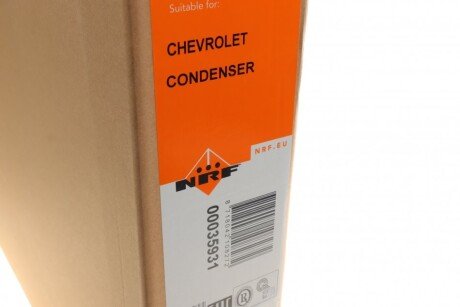 Suitable for:
CHEVROLET
CONDENSER
NRF.EU
NRF
00035931